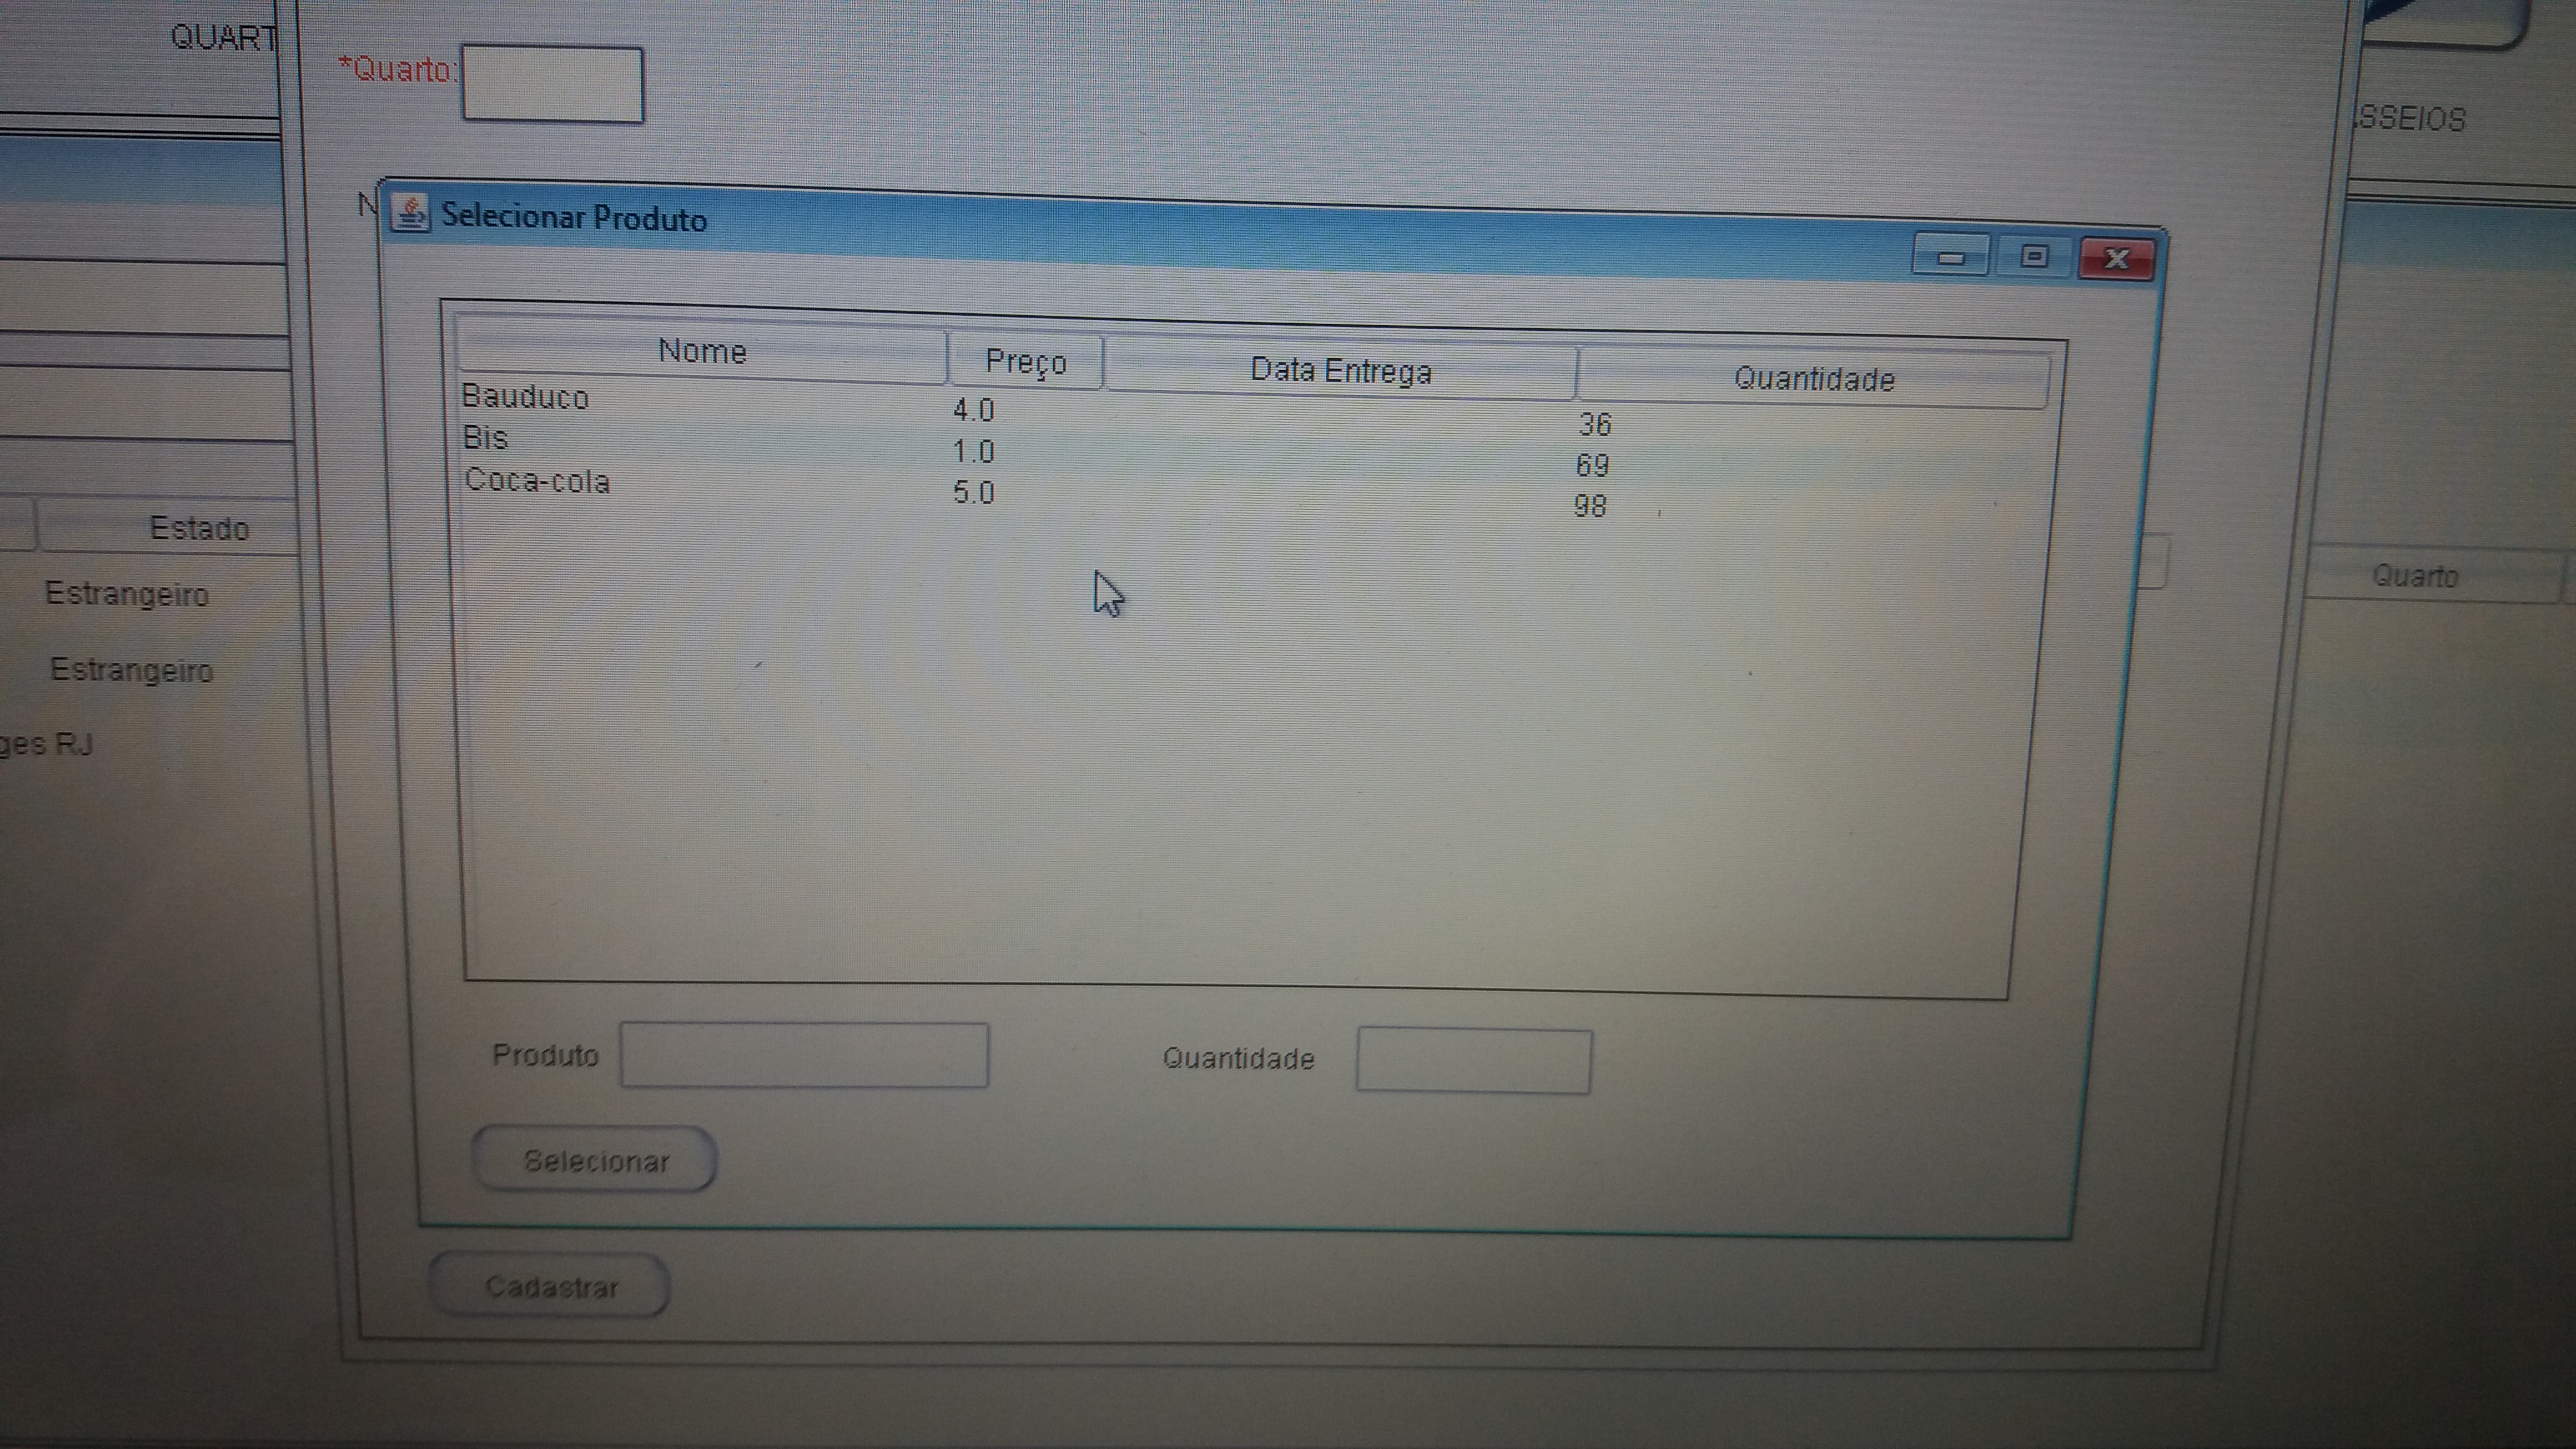 QUART
*Quarto:
SSEIOS
N
Selecionar Produto
Nome Preço Data Entrega Quantidade
Bauduco 4.0 36
Bis 1.0 69
Coca-cola 5.0 98
Estado
Quarto
Estrangeiro
Estrangeiro
ges RJ
Produto Quantidade
Selecionar
Cadastrar